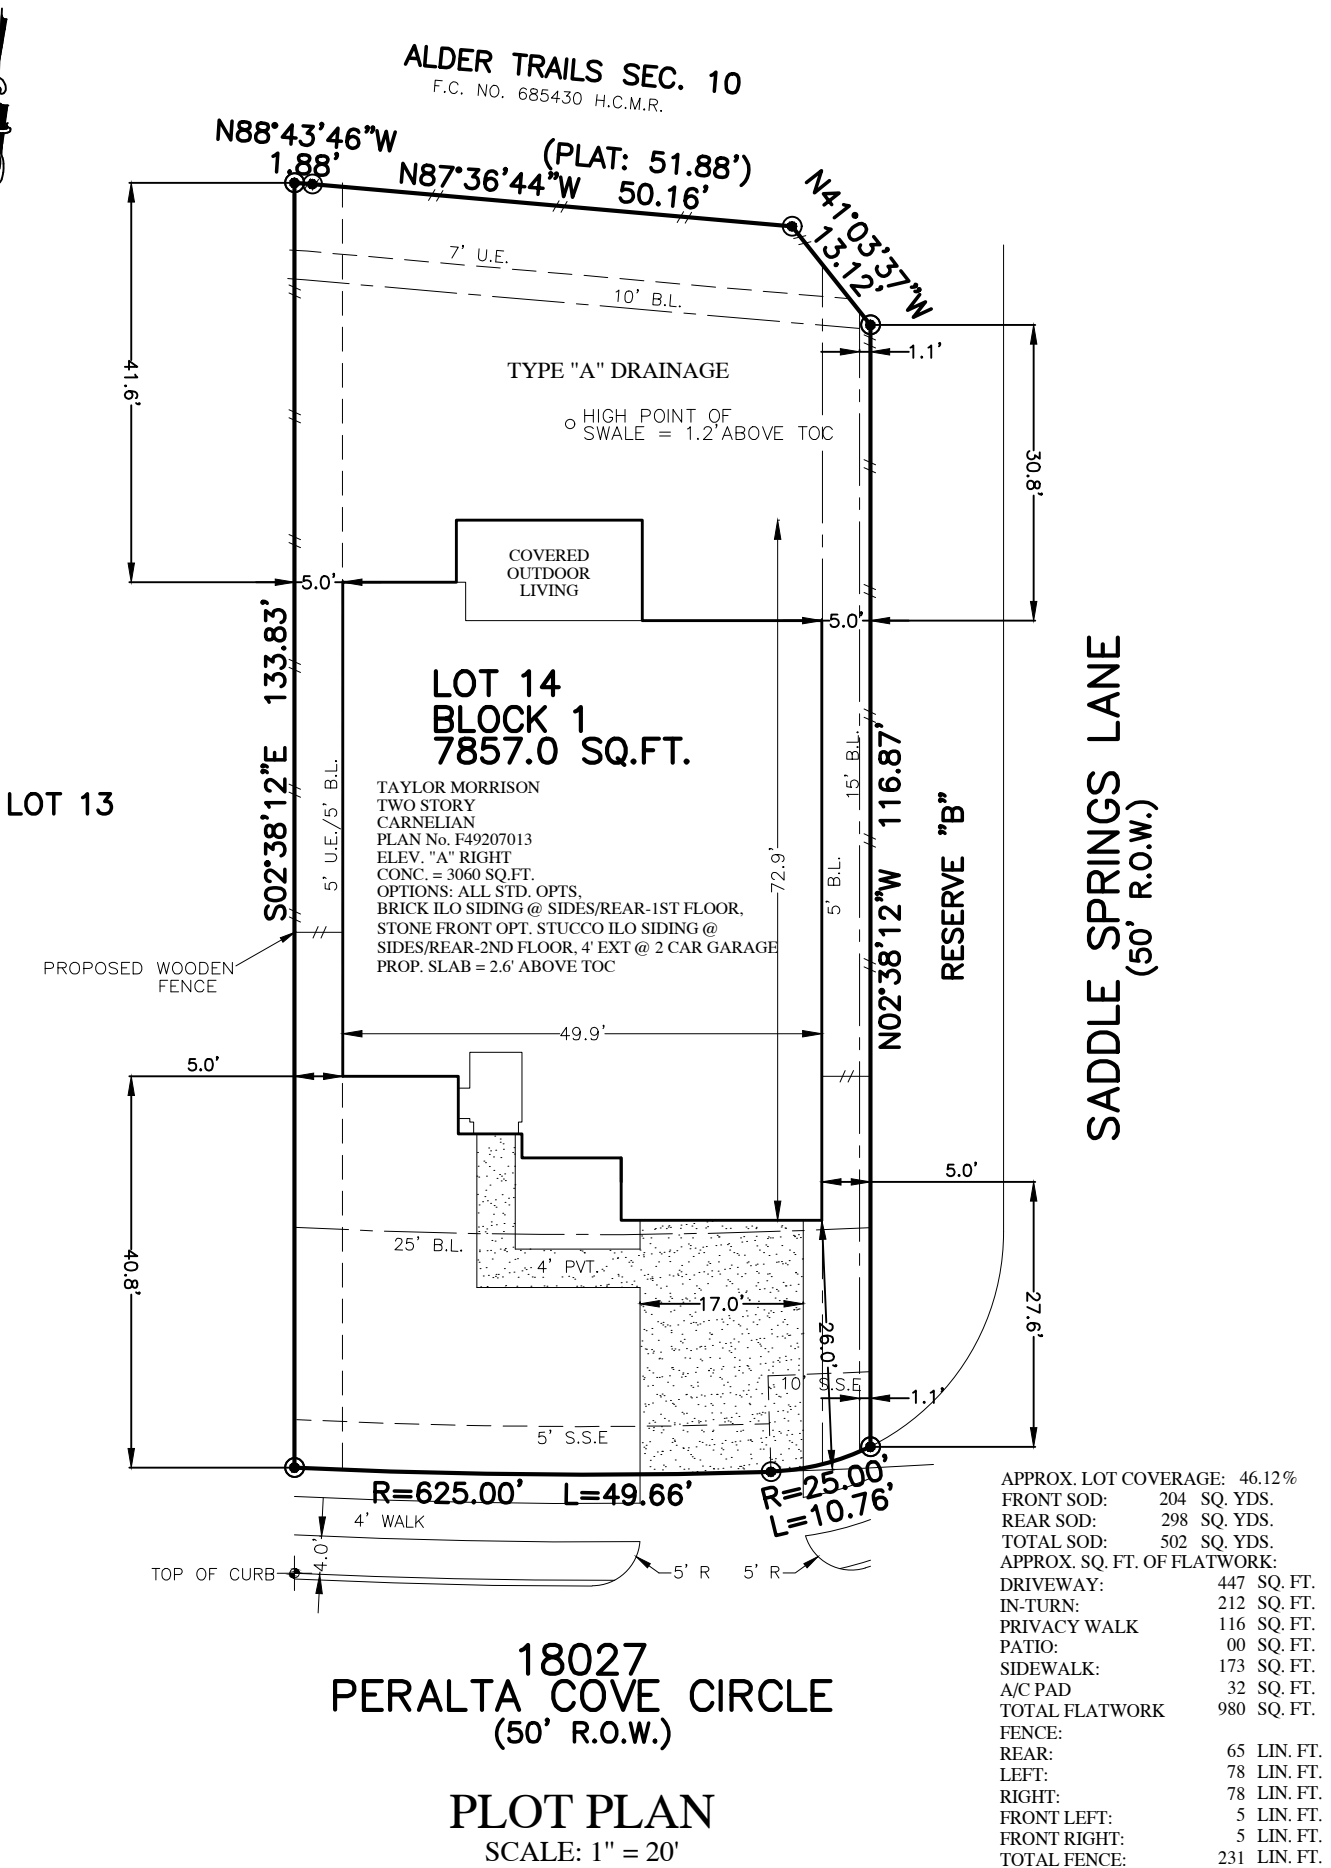 ALDER TRAILS SEC. 10
F.C. NO. 685430 H.C.M.R.
N88°43'46"W
1.88'
(PLAT: 51.88')
N87°36'44"W 50.16'
N41°03'37"W
13.12'
7' U.E.
10' B.L.
1.1'
41.6'
TYPE "A" DRAINAGE
HIGH POINT OF
SWALE = 1.2'ABOVE TOC
30.8'
COVERED
OUTDOOR
LIVING
5.0'
5.0'
S02°38'12"E 133.83'
LOT 14
BLOCK 1
7857.0 SQ.FT.
LOT 13
5' U.E./5' B.L.
TAYLOR MORRISON
TWO STORY
CARNELIAN
PLAN No. F49207013
ELEV. "A" RIGHT
CONC. = 3060 SQ.FT.
OPTIONS: ALL STD. OPTS,
BRICK ILO SIDING @ SIDES/REAR-1ST FLOOR,
STONE FRONT OPT. STUCCO ILO SIDING @
SIDES/REAR-2ND FLOOR, 4' EXT @ 2 CAR GARAGE
PROP. SLAB = 2.6' ABOVE TOC
72.9'
5' B.L.
15' B.L.
N02°38'12"W 116.87'
RESERVE "B"
SADDLE SPRINGS LANE
(50' R.O.W.)
PROPOSED WOODEN
FENCE
49.9'
5.0'
5.0'
40.8'
25' B.L.
4' PVT.
17.0'
26.0'
27.6'
10' S.S.E
1.1'
5' S.S.E
R=625.00' L=49.66'
R=25.00'
L=10.76'
4' WALK
4.0'
TOP OF CURB
5' R
5' R
18027
PERALTA COVE CIRCLE
(50' R.O.W.)
PLOT PLAN
SCALE: 1" = 20'
APPROX. LOT COVERAGE: 46.12%
FRONT SOD: 204 SQ. YDS.
REAR SOD: 298 SQ. YDS.
TOTAL SOD: 502 SQ. YDS.
APPROX. SQ. FT. OF FLATWORK:
DRIVEWAY: 447 SQ. FT.
IN-TURN: 212 SQ. FT.
PRIVACY WALK 116 SQ. FT.
PATIO: 00 SQ. FT.
SIDEWALK: 173 SQ. FT.
A/C PAD 32 SQ. FT.
TOTAL FLATWORK 980 SQ. FT.
FENCE:
REAR: 65 LIN. FT.
LEFT: 78 LIN. FT.
RIGHT: 78 LIN. FT.
FRONT LEFT: 5 LIN. FT.
FRONT RIGHT: 5 LIN. FT.
TOTAL FENCE: 231 LIN. FT.